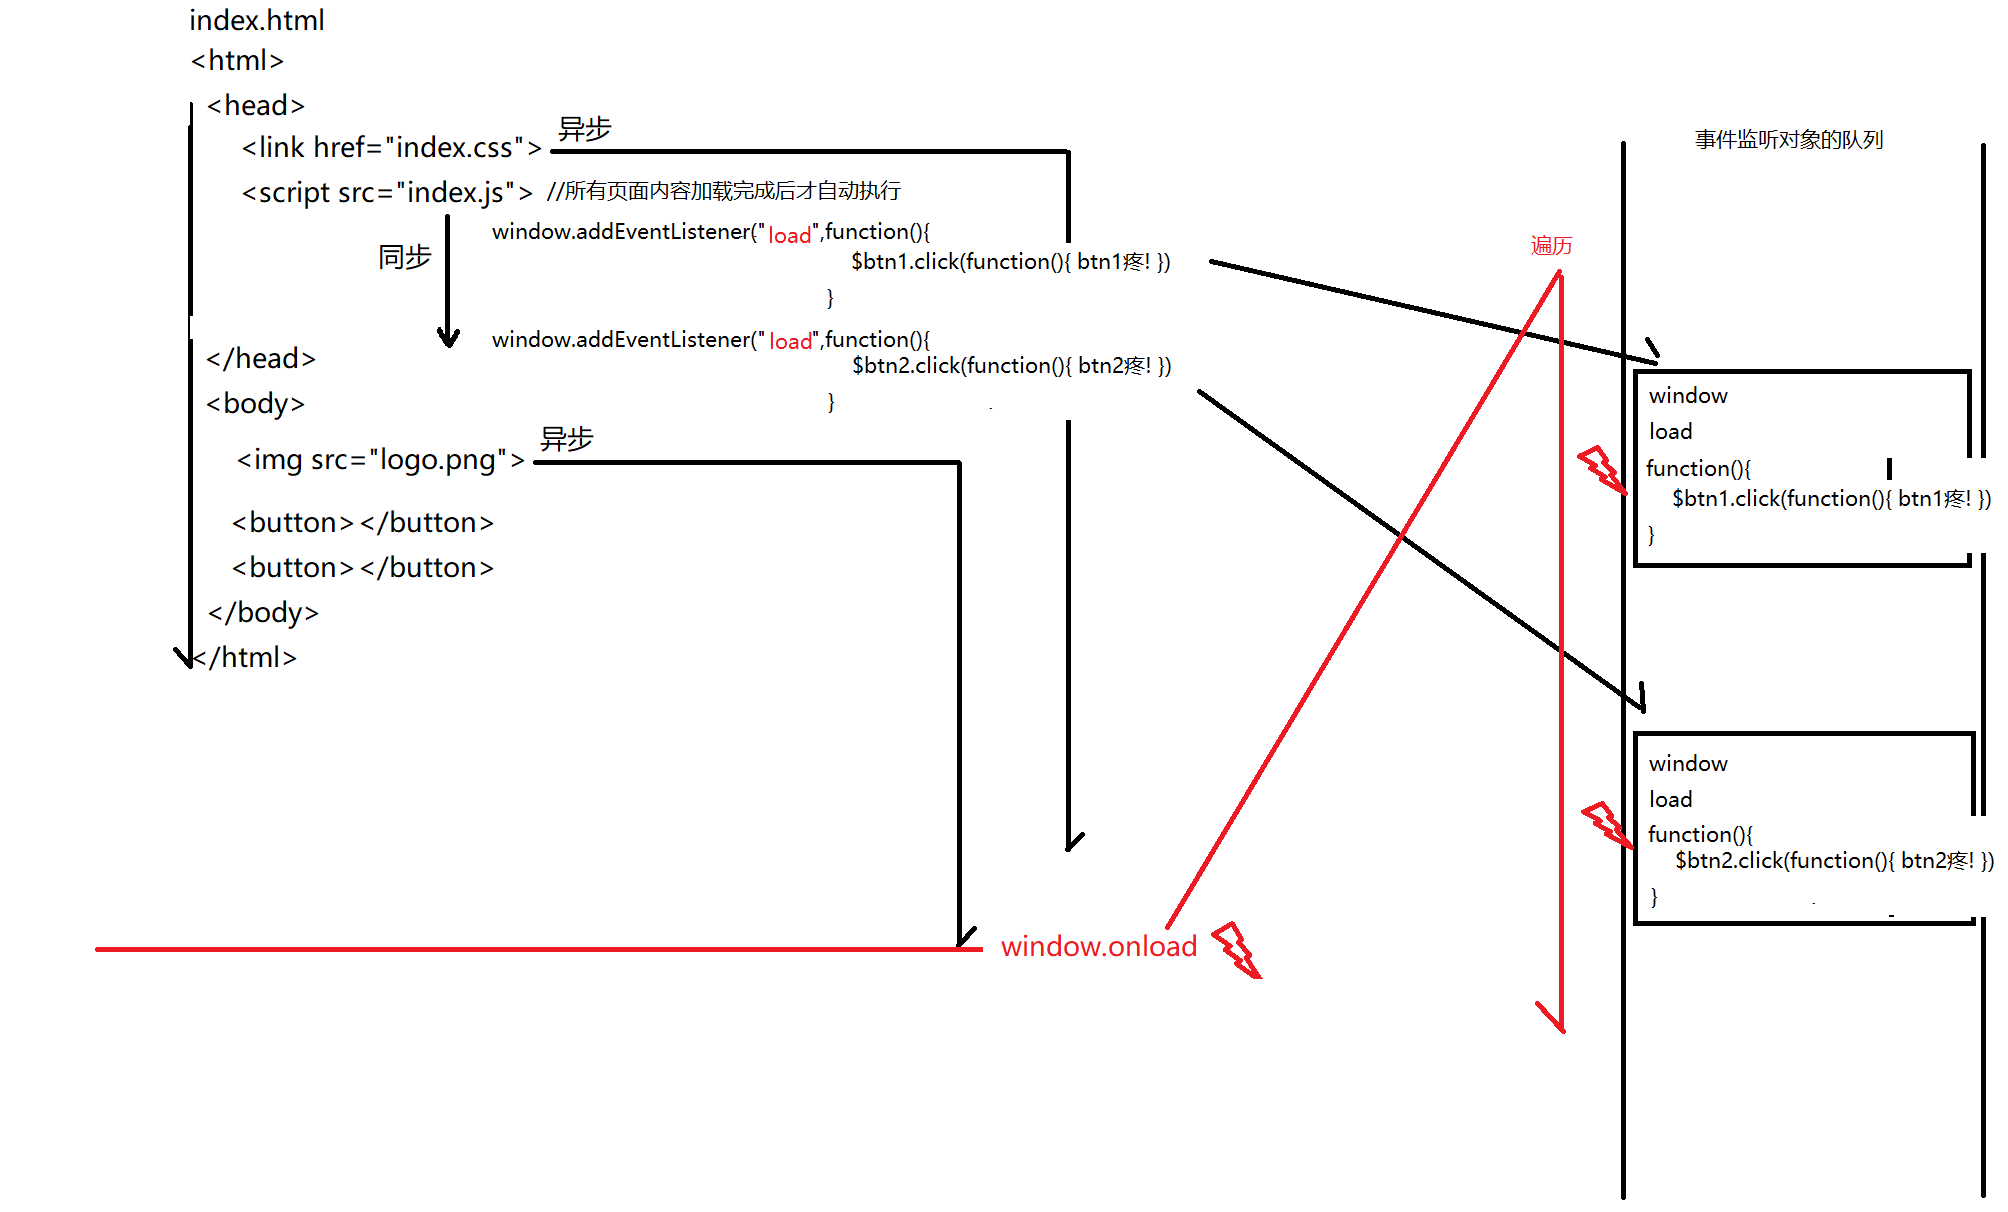 index.html
<html>
<head>
<link href="index.css">
异步
<script src="index.js"> //所有页面内容加载完成后才自动执行
同步
window.addEventListener("load",function(){
$btn1.click(function(){ btn1疼! })
}
window.addEventListener("load",function(){
$btn2.click(function(){ btn2疼! })
}
</head>
<body>
<img src="logo.png">
异步
<button></button>
<button></button>
</body>
</html>
window.onload
遍历
事件监听对象的队列
window
load
function(){
$btn1.click(function(){ btn1疼! })
}
window
load
function(){
$btn2.click(function(){ btn2疼! })
}